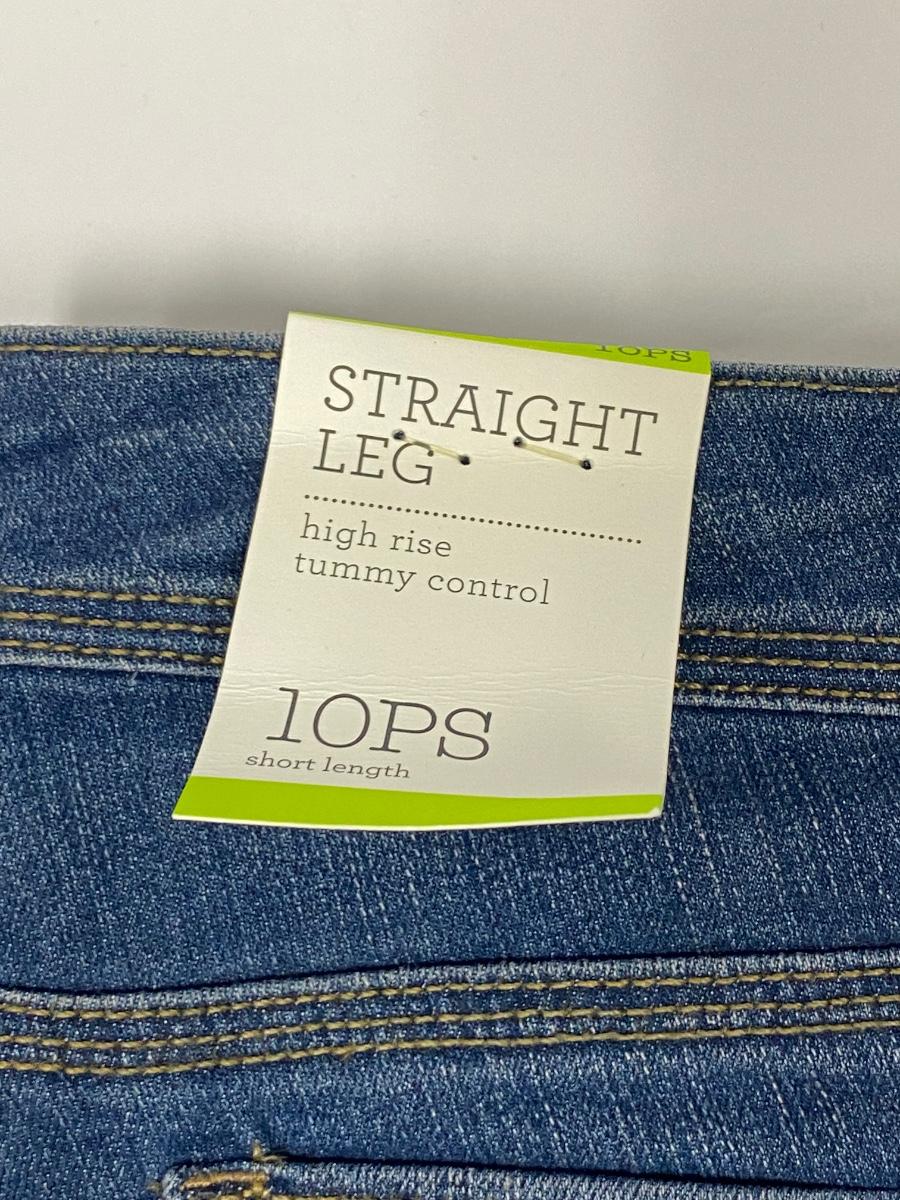 10PS
STRAIGHT
LEG
high rise
tummy control
10PS
short length